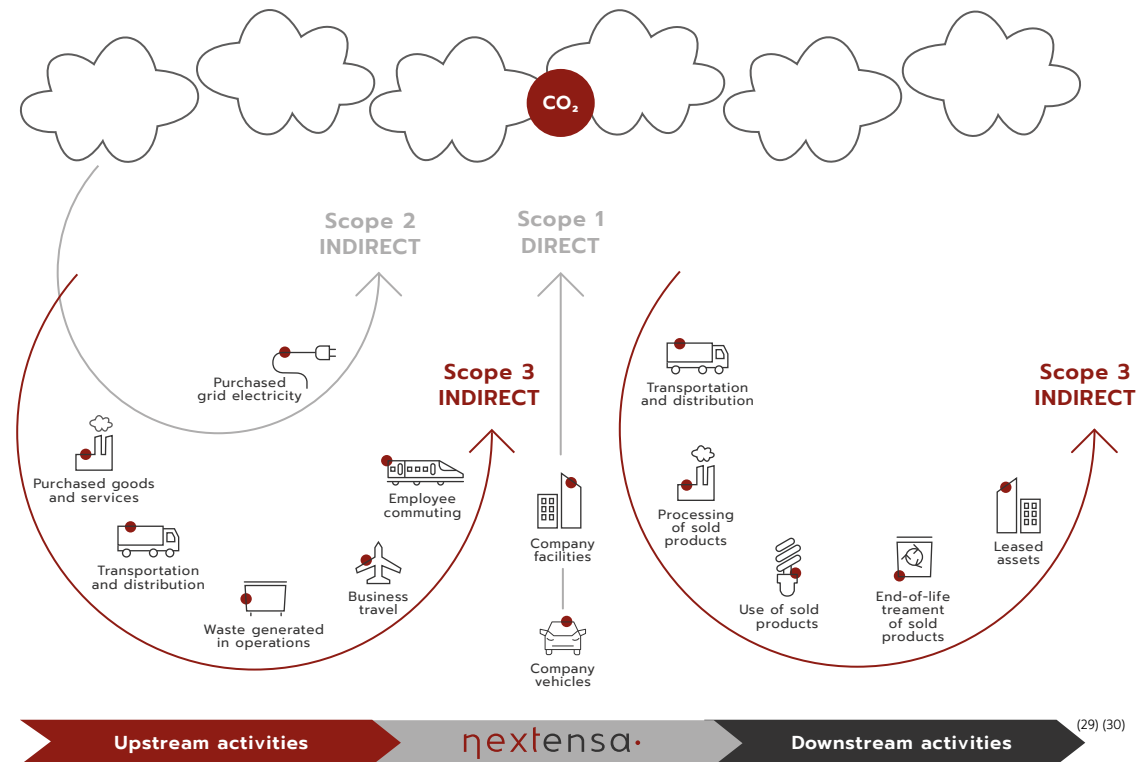 CO₂
Scope 2
INDIRECT
Scope 1
DIRECT
Purchased
grid electricity
Scope 3
INDIRECT
Purchased goods
and services
Transportation
and distribution
Waste generated
in operations
Business
travel
Employee
commuting
Company
facilities
Company
vehicles
Transportation
and distribution
Processing
of sold
products
Use of sold
products
End-of-life
treament
of sold
products
Leased
assets
Scope 3
INDIRECT
Upstream activities
nextensa.
Downstream activities
(29) (30)